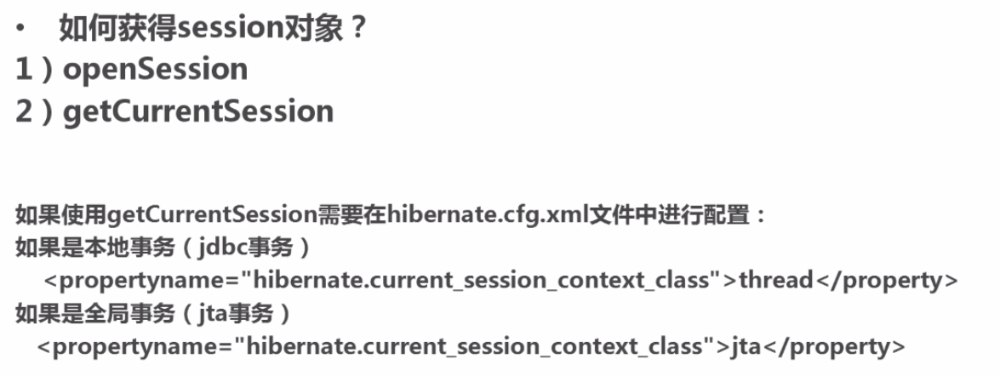 • 如何获得session对象？
1）openSession
2）getCurrentSession
如果使用getCurrentSession需要在hibernate.cfg.xml文件中进行配置：
如果是本地事务（jdbc事务）
<propertyname="hibernate.current_session_context_class">thread</property>
如果是全局事务（jta事务）
<propertyname="hibernate.current_session_context_class">jta</property>